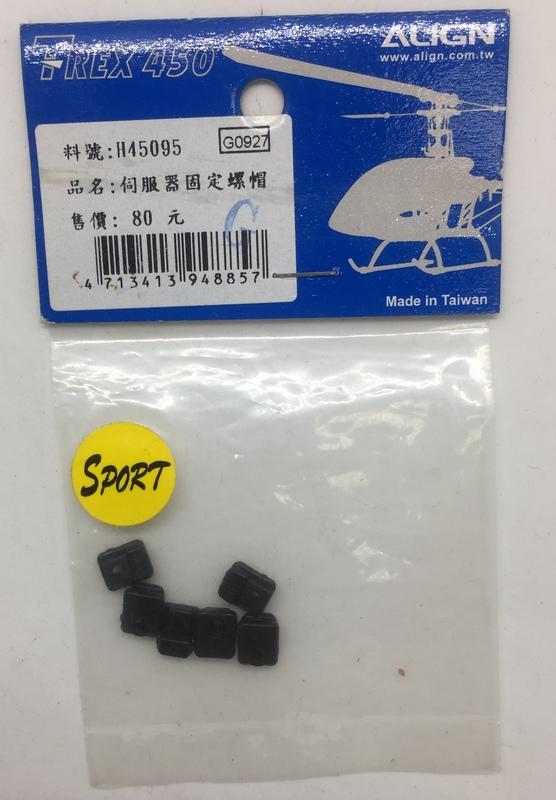 T-REX 450
ALIGN
www.align.com.tw
料號:H45095
G0927
品名:伺服器固定螺帽
售價: 80 元
G
4 713413 948857
Made in Taiwan
SPORT